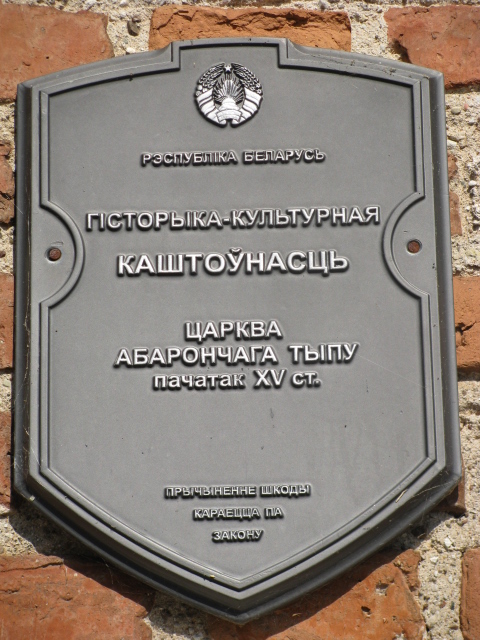 РЭСПУБЛІКА БЕЛАРУСЬ
ГІСТОРЫКА-КУЛЬТУРНАЯ
КАШТОЎНАСЦЬ
ЦАРКВА
АБАРОНЧАГА ТЫПУ
пачатак XV ст.
ПРЫЧЫНЕННЕ ШКОДЫ
КАРАЕЦЦА ПА
ЗАКОНУ